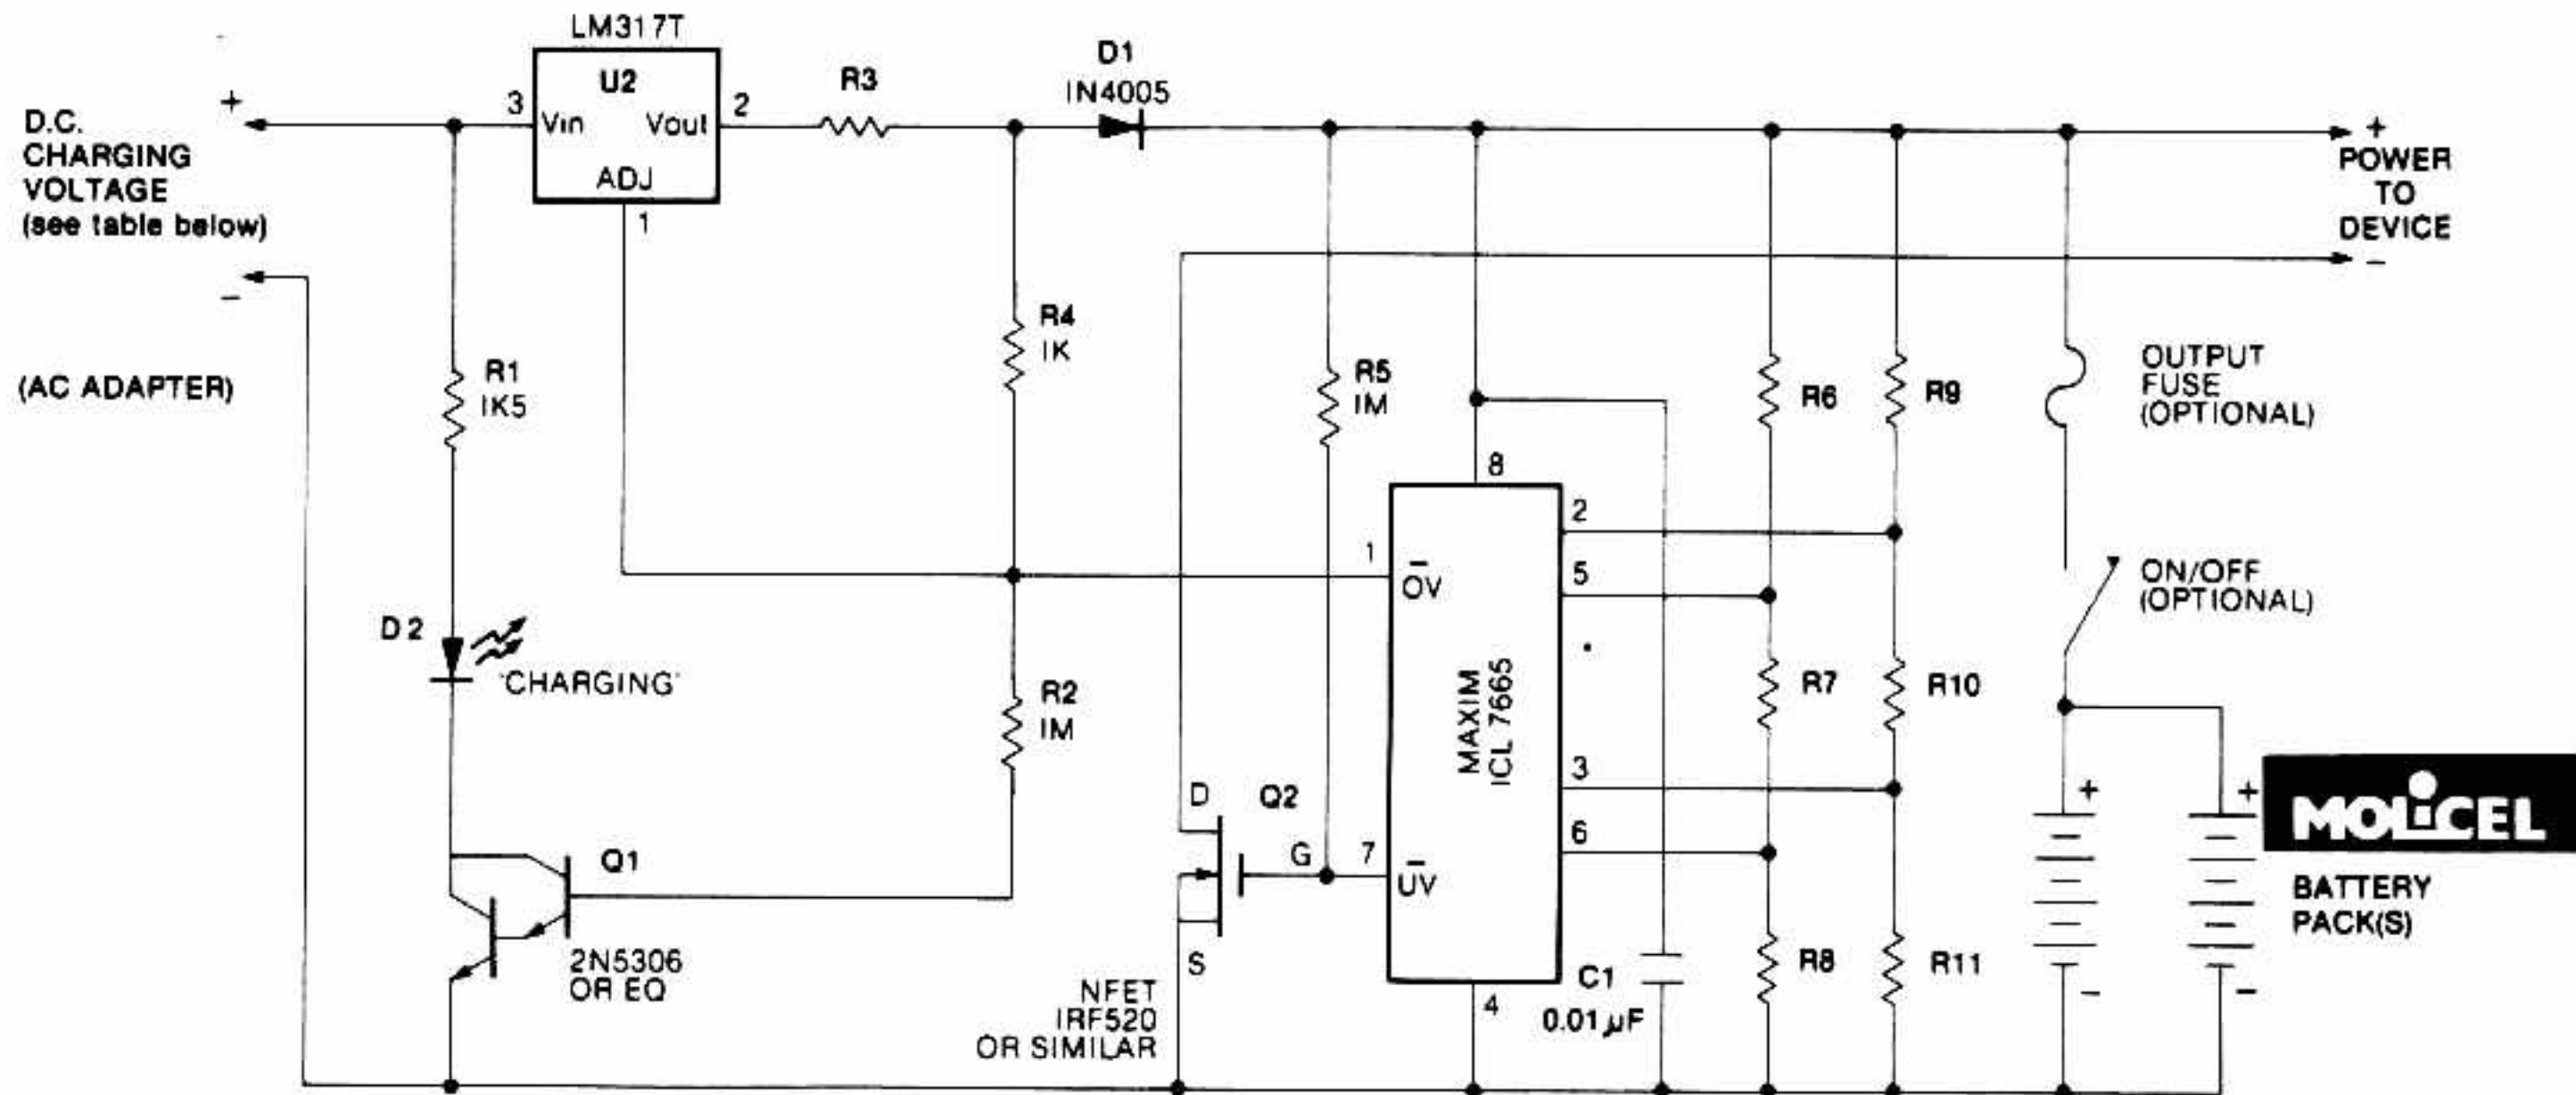 LM317T
U2
3
Vin
Vout
2
ADJ
1
R3
D1
IN4005
+
D.C.
CHARGING
VOLTAGE
(see table below)
–
(AC ADAPTER)
+
POWER
TO
DEVICE
–
R1
IK5
R4
IK
R5
IM
R6
R9
OUTPUT
FUSE
(OPTIONAL)
8
2
1
O̅V
5
ON/OFF
(OPTIONAL)
D2
'CHARGING'
R2
IM
MAXIM
ICL 7665
R7
R10
3
D
Q2
G
7
U̅V
6
+
+
MOLiCEL
BATTERY
PACK(S)
–
–
Q1
2N5306
OR EQ
S
NFET
IRF520
OR SIMILAR
4
C1
0.01µF
R8
R11